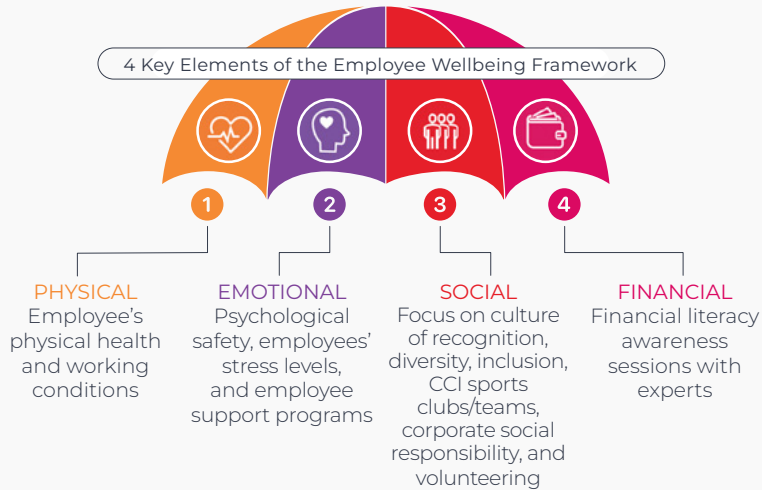 4 Key Elements of the Employee Wellbeing Framework
1
2
3
4
PHYSICAL
Employee's
physical health
and working
conditions
EMOTIONAL
Psychological
safety, employees'
stress levels,
and employee
support programs
SOCIAL
Focus on culture
of recognition,
diversity, inclusion,
CCI sports
clubs/teams,
corporate social
responsibility, and
volunteering
FINANCIAL
Financial literacy
awareness
sessions with
experts